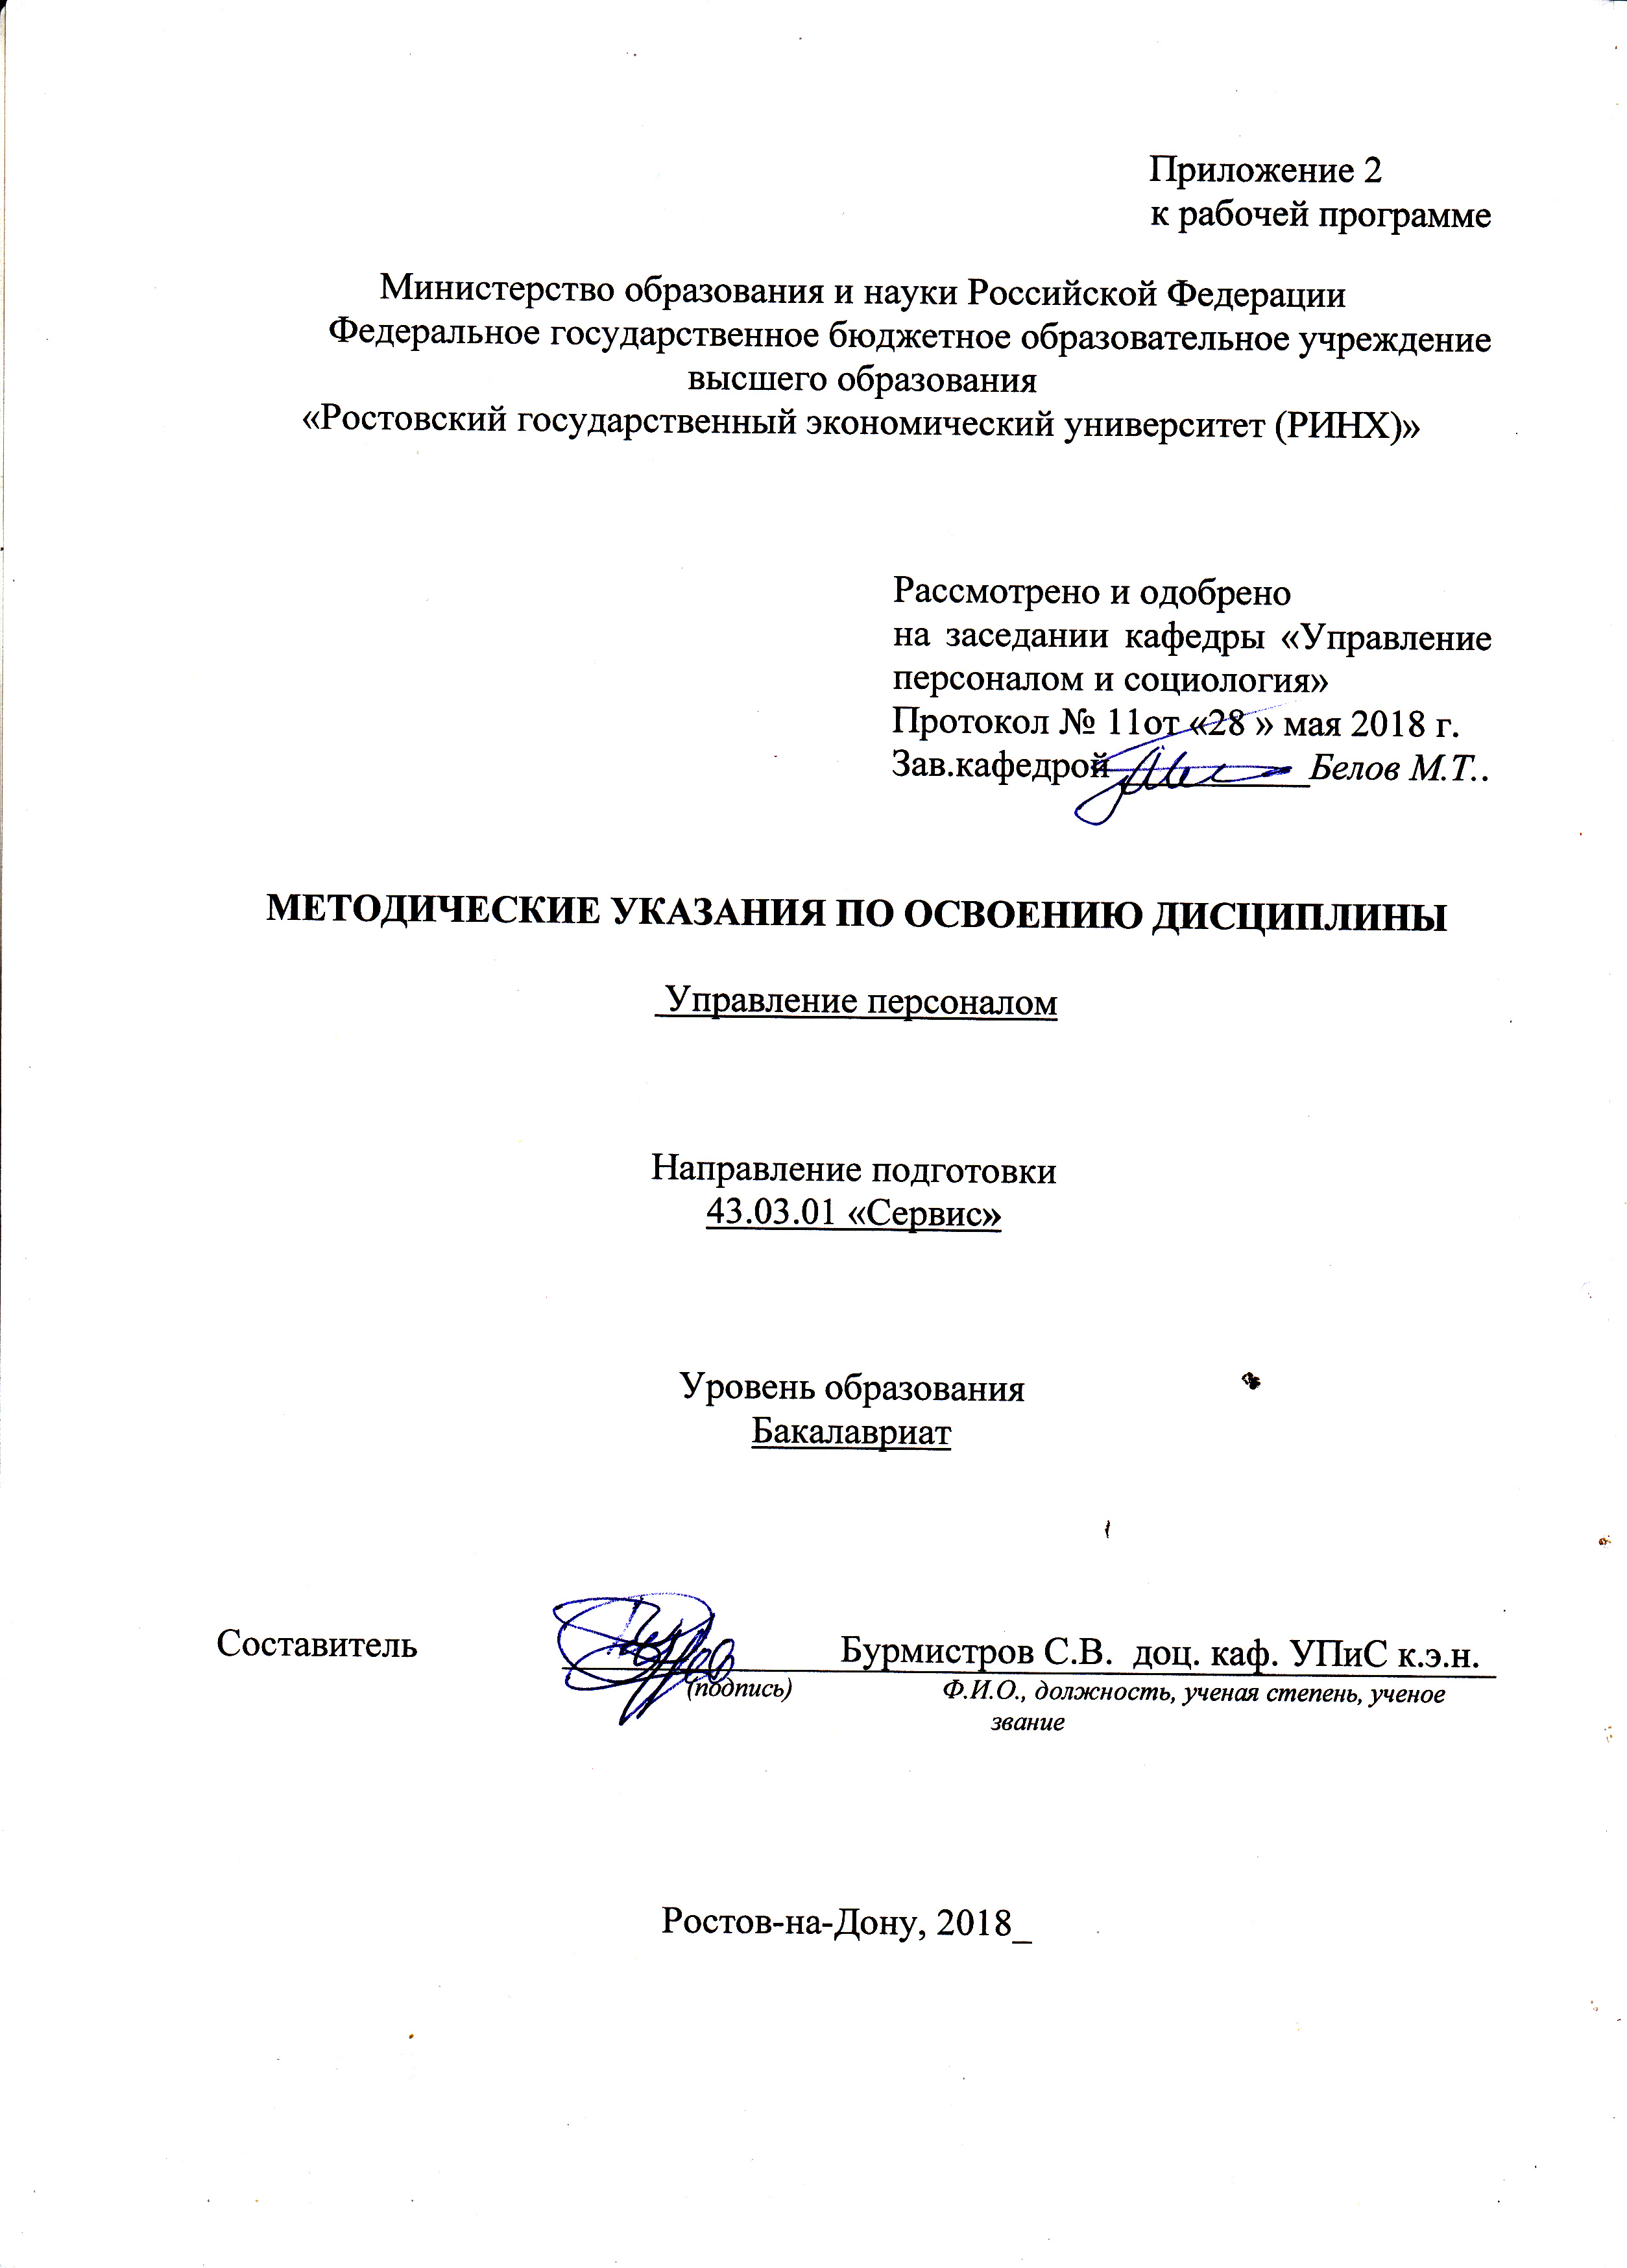 Приложение 2
к рабочей программе
Министерство образования и науки Российской Федерации
Федеральное государственное бюджетное образовательное учреждение
высшего образования
«Ростовский государственный экономический университет (РИНХ)»
Рассмотрено и одобрено
на заседании кафедры «Управление
персоналом и социология»
Протокол № 11от «28 » мая 2018 г.
Зав.кафедрой__________Белов М.Т..
МЕТОДИЧЕСКИЕ УКАЗАНИЯ ПО ОСВОЕНИЮ ДИСЦИПЛИНЫ
Управление персоналом
Направление подготовки
43.03.01 «Сервис»
Уровень образования
Бакалавриат
Составитель Бурмистров С.В. доц. каф. УПиС к.э.н.
(подпись) Ф.И.О., должность, ученая степень, ученое
звание
Ростов-на-Дону, 2018_